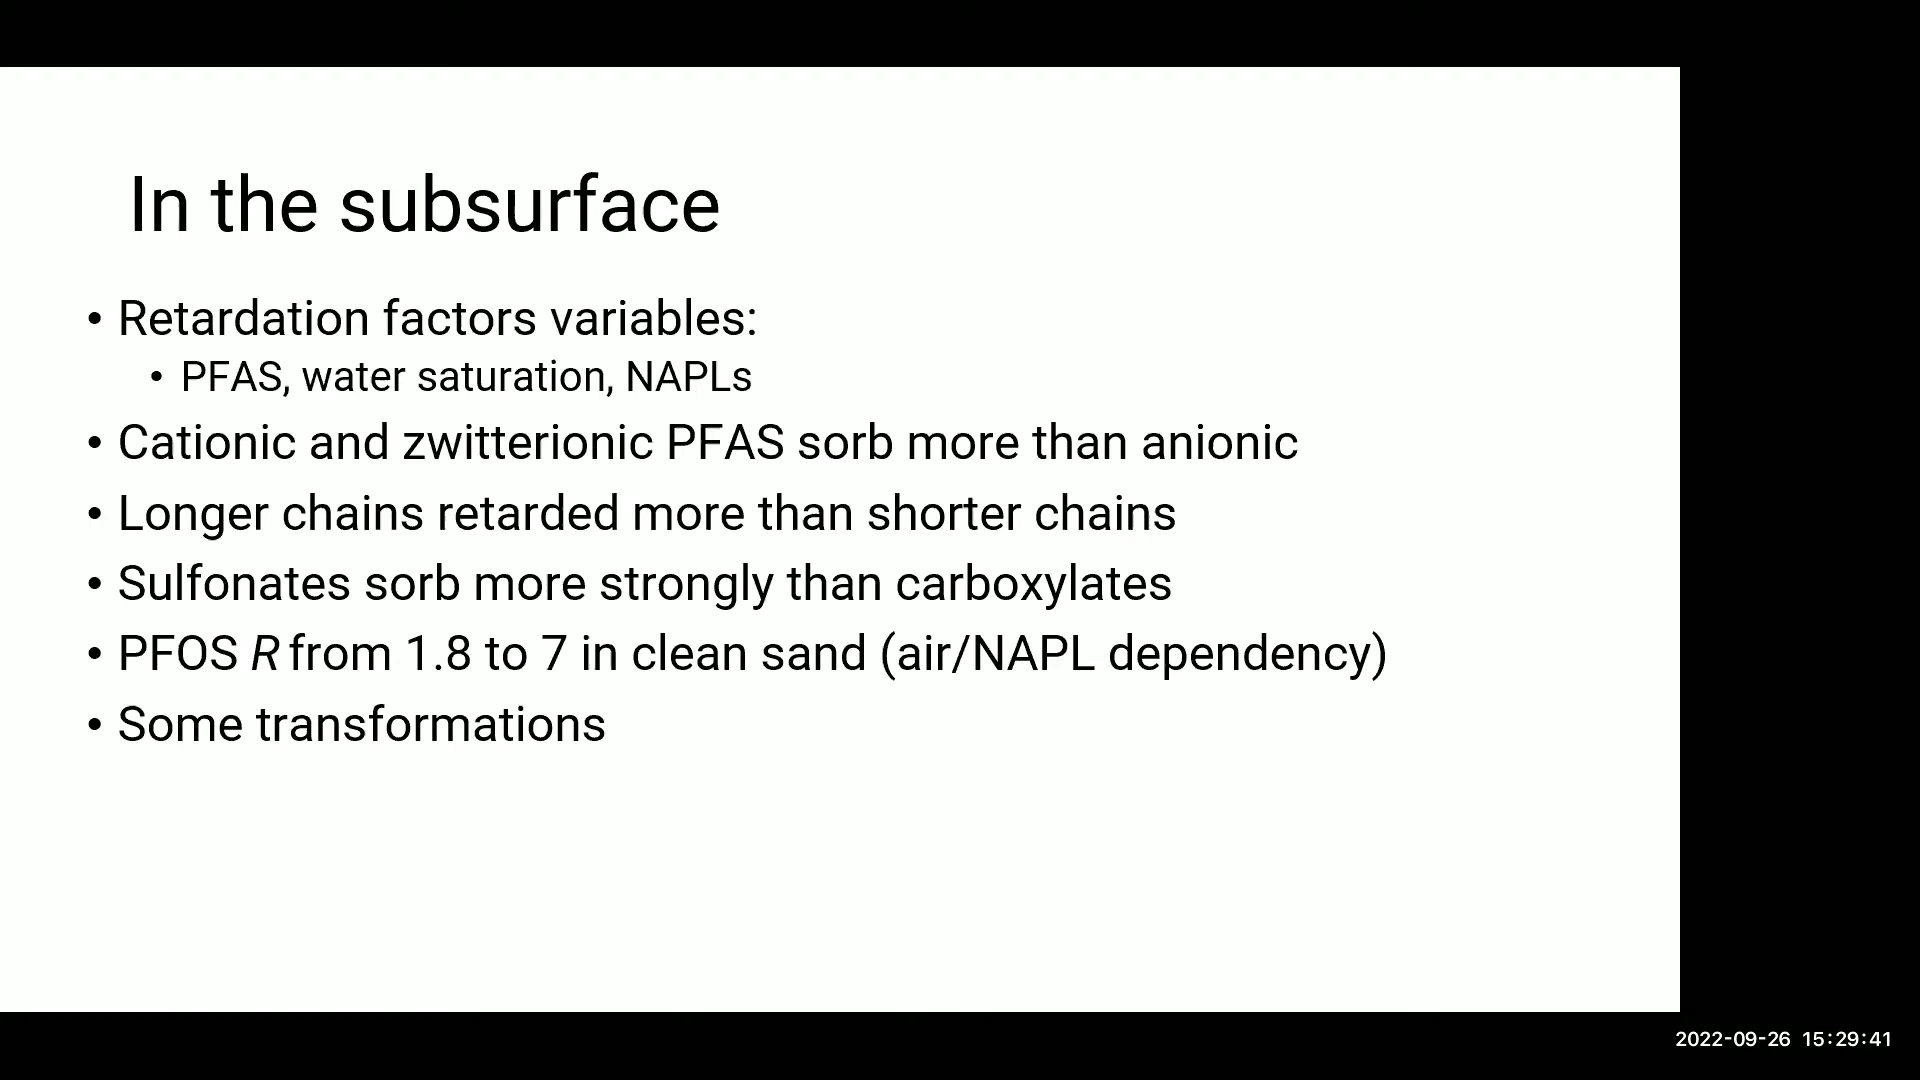 In the subsurface
• Retardation factors variables:
• PFAS, water saturation, NAPLs
• Cationic and zwitterionic PFAS sorb more than anionic
• Longer chains retarded more than shorter chains
• Sulfonates sorb more strongly than carboxylates
• PFOS R from 1.8 to 7 in clean sand (air/NAPL dependency)
• Some transformations
2022-09-26 15:29:41